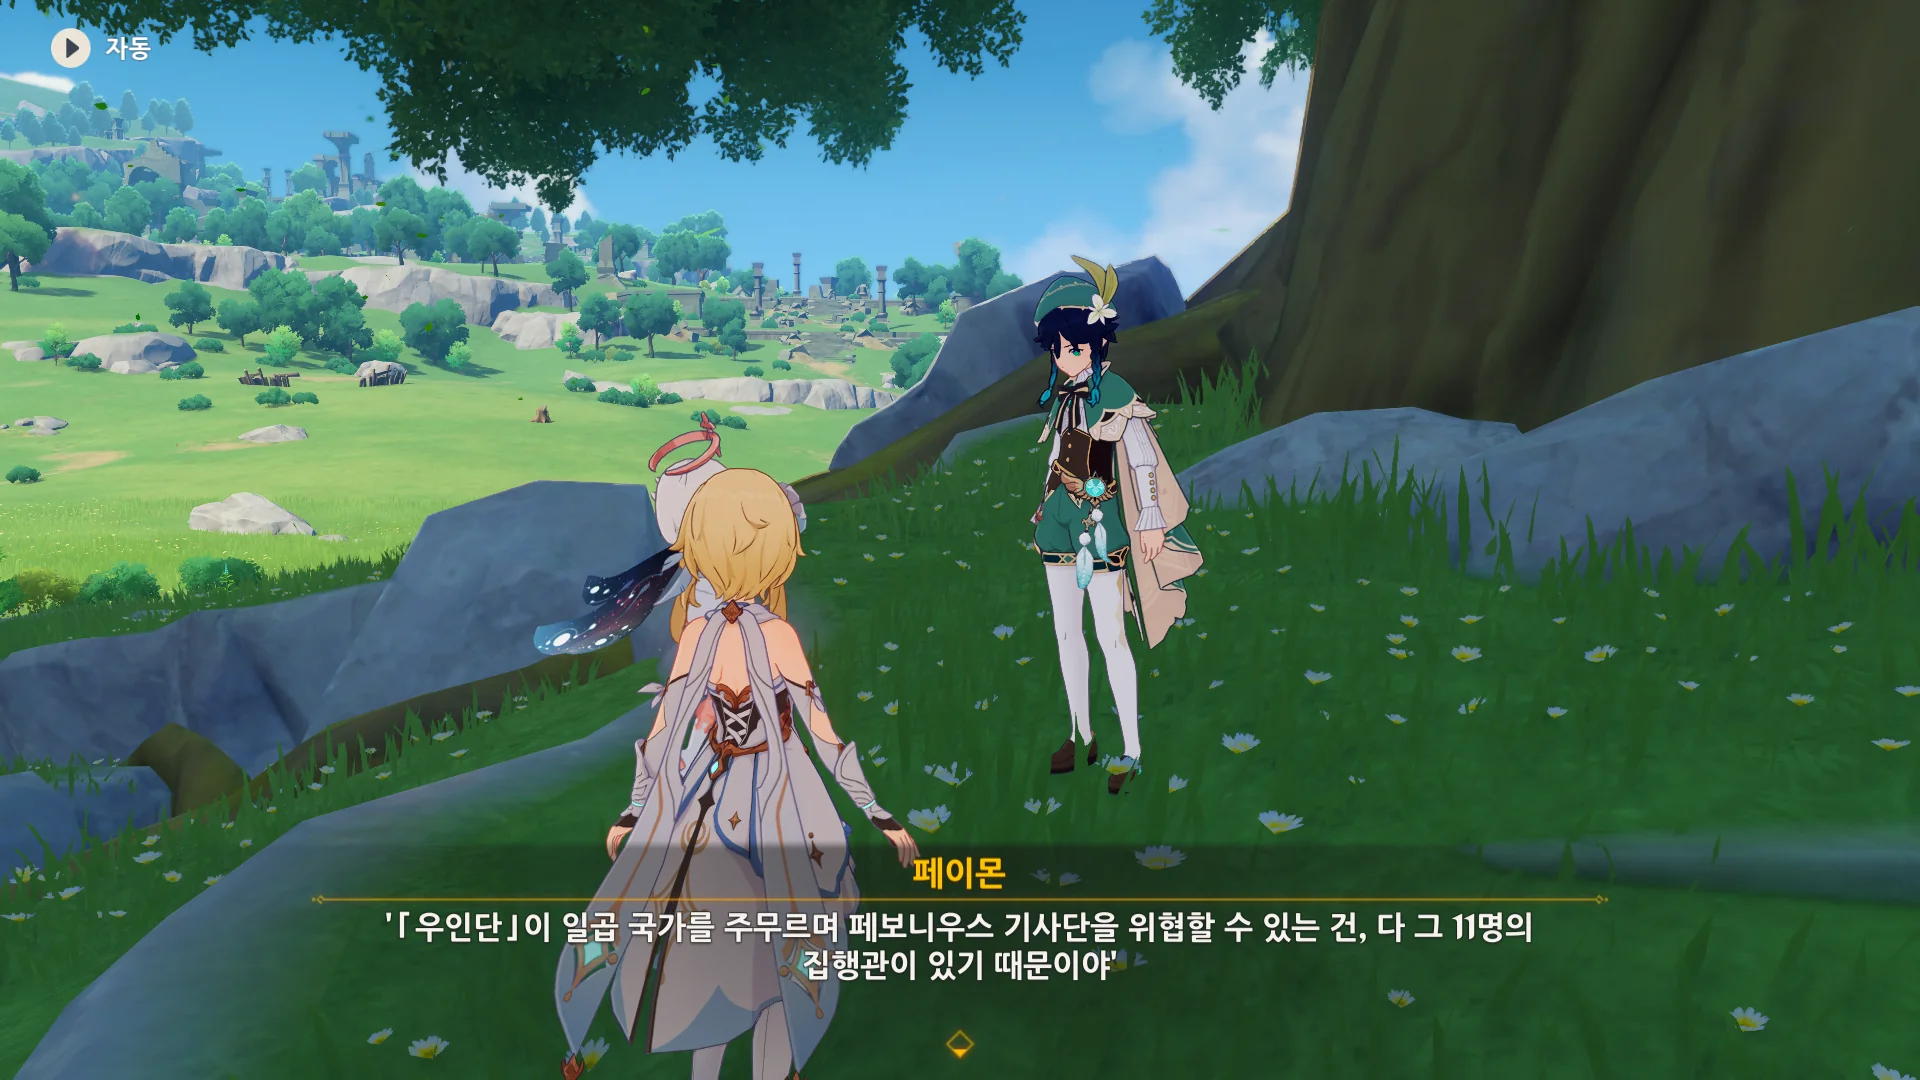 자동
페이몬
'「우인단」이 일곱 국가를 주무르며 페보니우스 기사단을 위협할 수 있는 건, 다 그 11명의
집행관이 있기 때문이야'